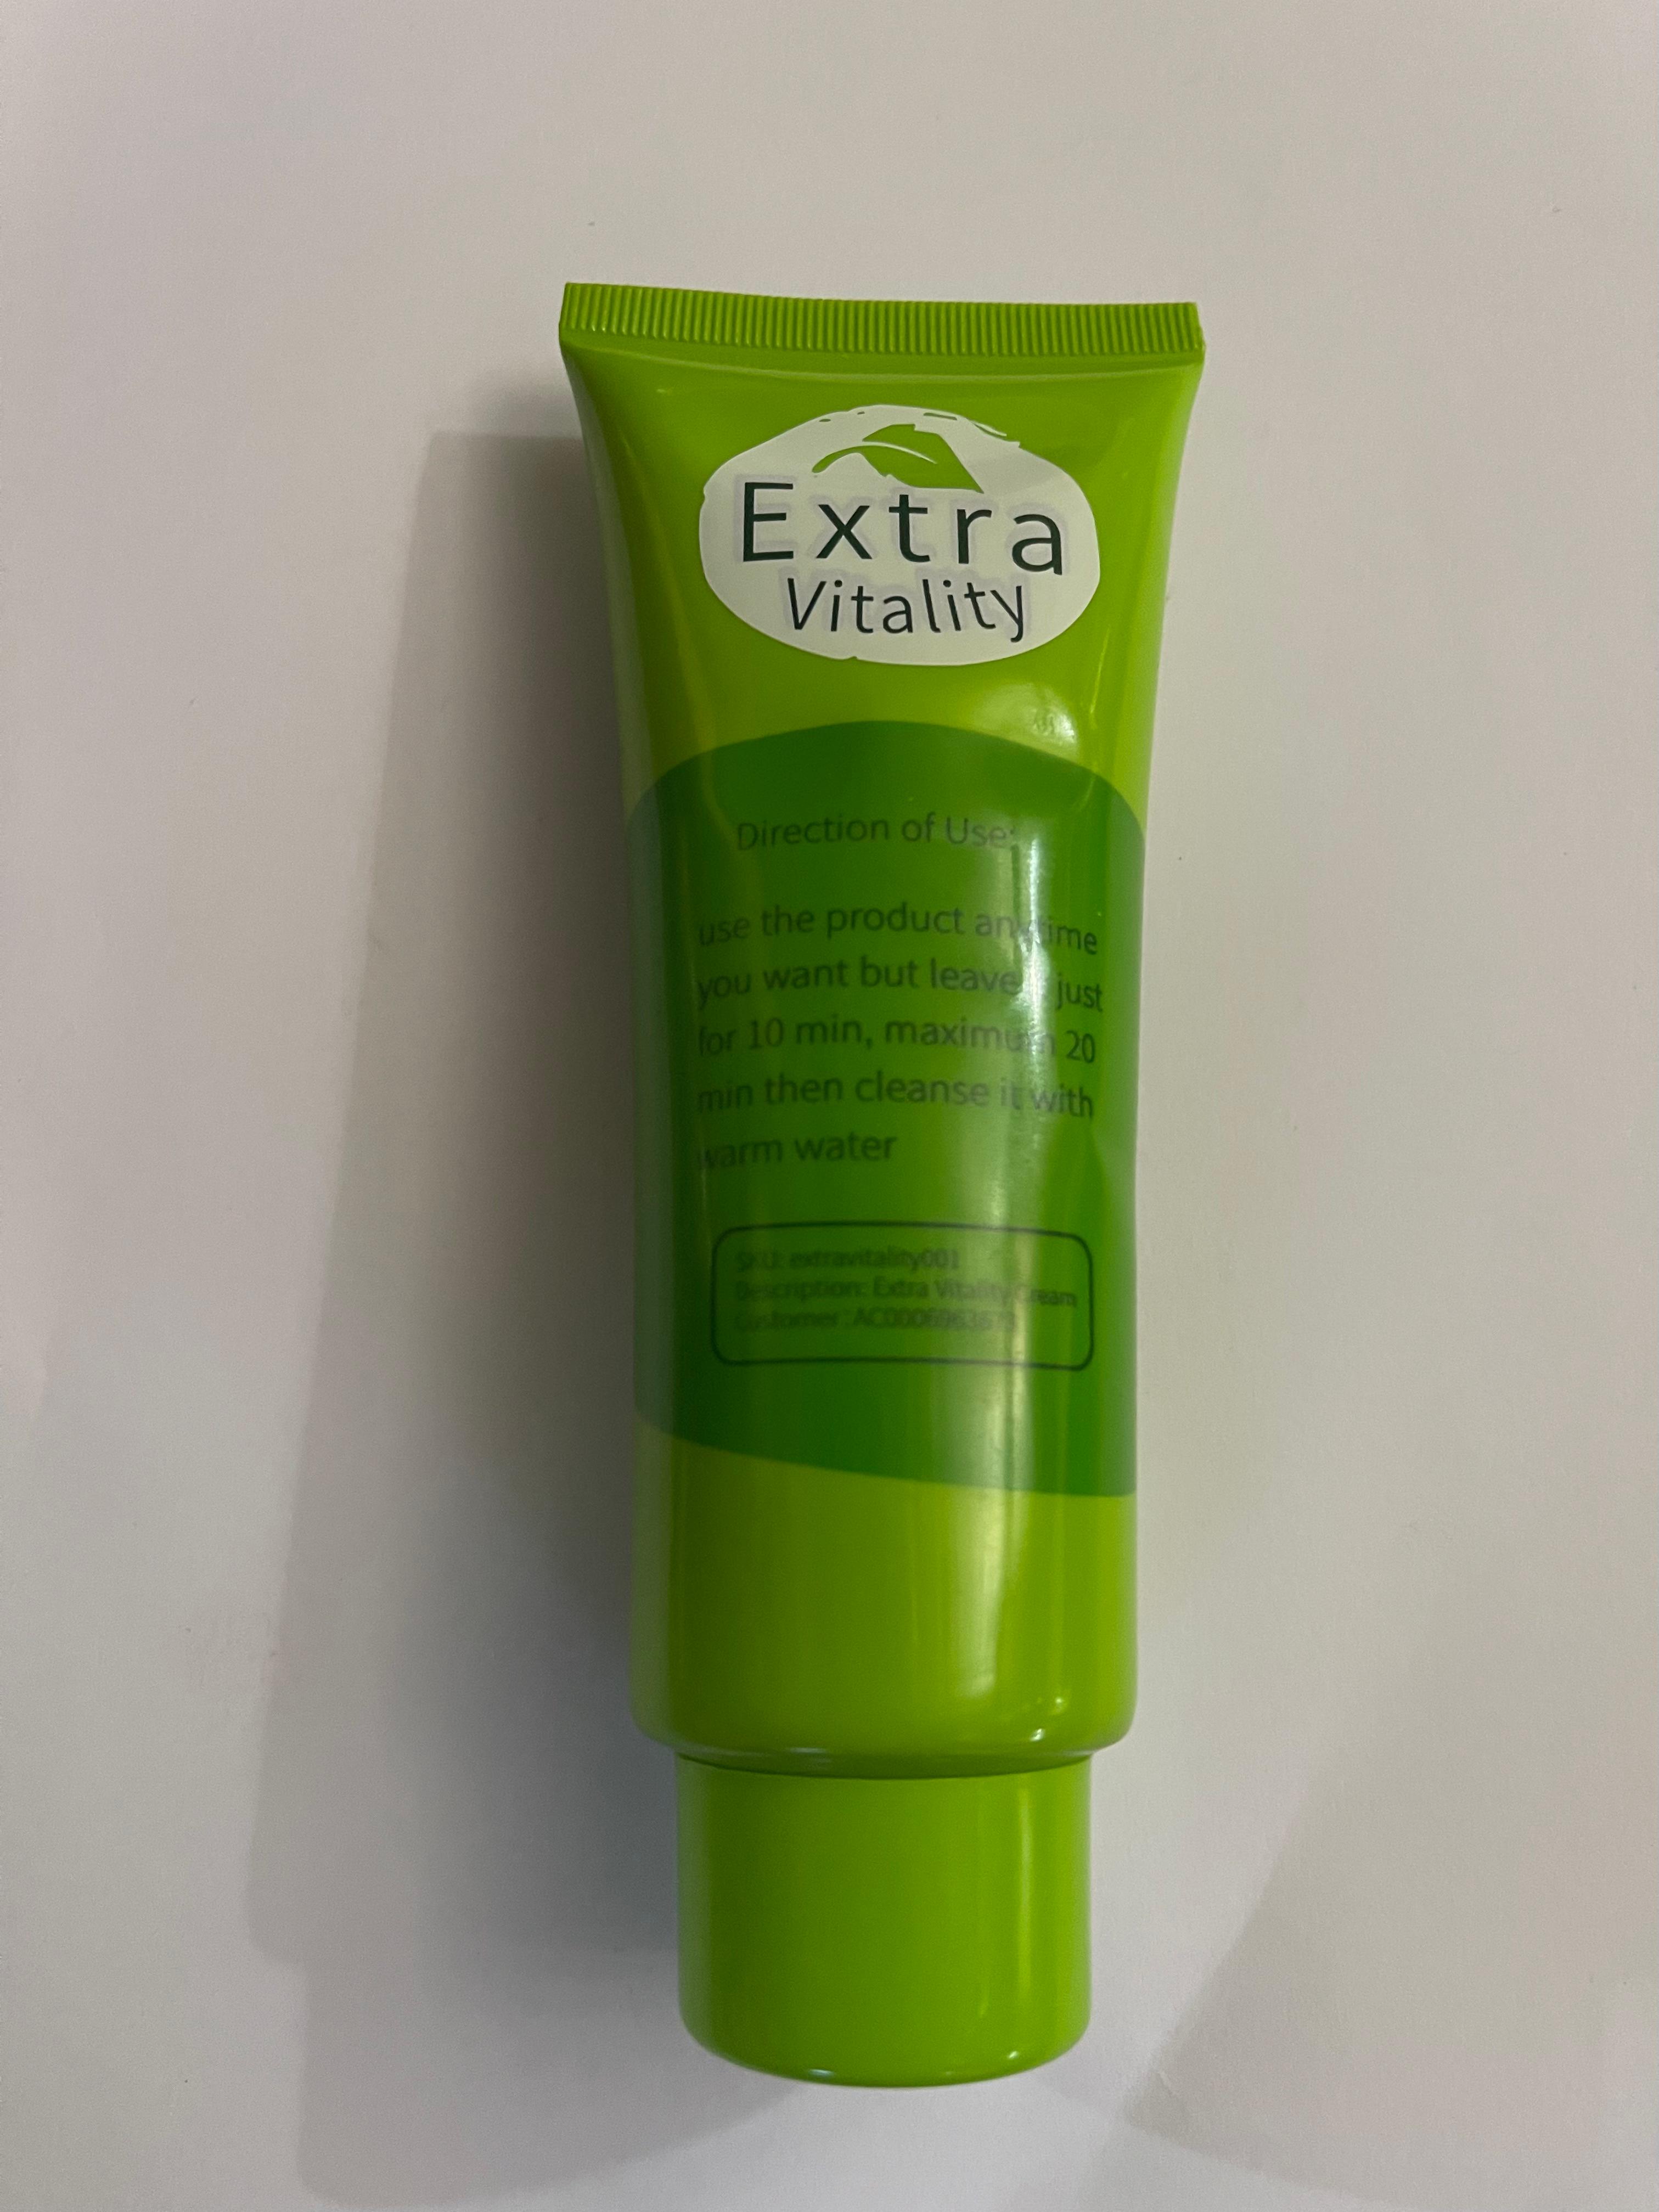 Extra
Vitality
Direction of Use:
use the product anytime
you want but leave just
for 10 min, maximum 20
min then cleanse it with
warm water
SKU: extravitality001
Description: Extra Vitality Cream
Customer :